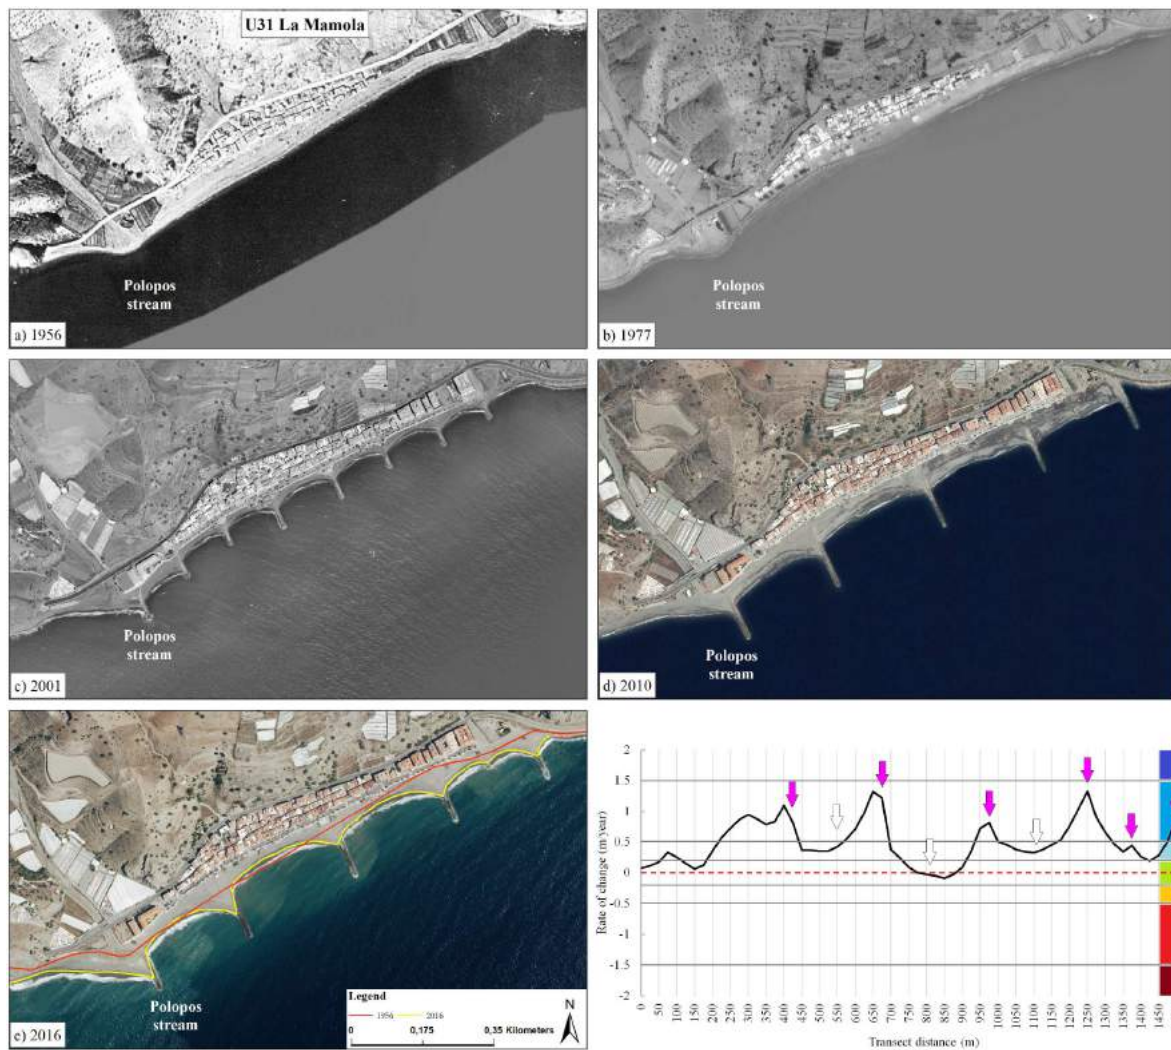 U31 La Mamola
Polopos
stream
a) 1956
Polopos
stream
b) 1977
Polopos
stream
c) 2001
Polopos
stream
d) 2010
Polopos
stream
e) 2016
Legend
1956
2016
0
0,175
0,35 Kilometers
N
Rate of change (m/year)
2
1.5
1
0.5
0
-0.5
-1
-1.5
-2
0
50
100
150
200
250
300
350
400
450
500
550
600
650
700
750
800
850
900
950
1000
1050
1100
1150
1200
1250
1300
1350
1400
1450
Transect distance (m)